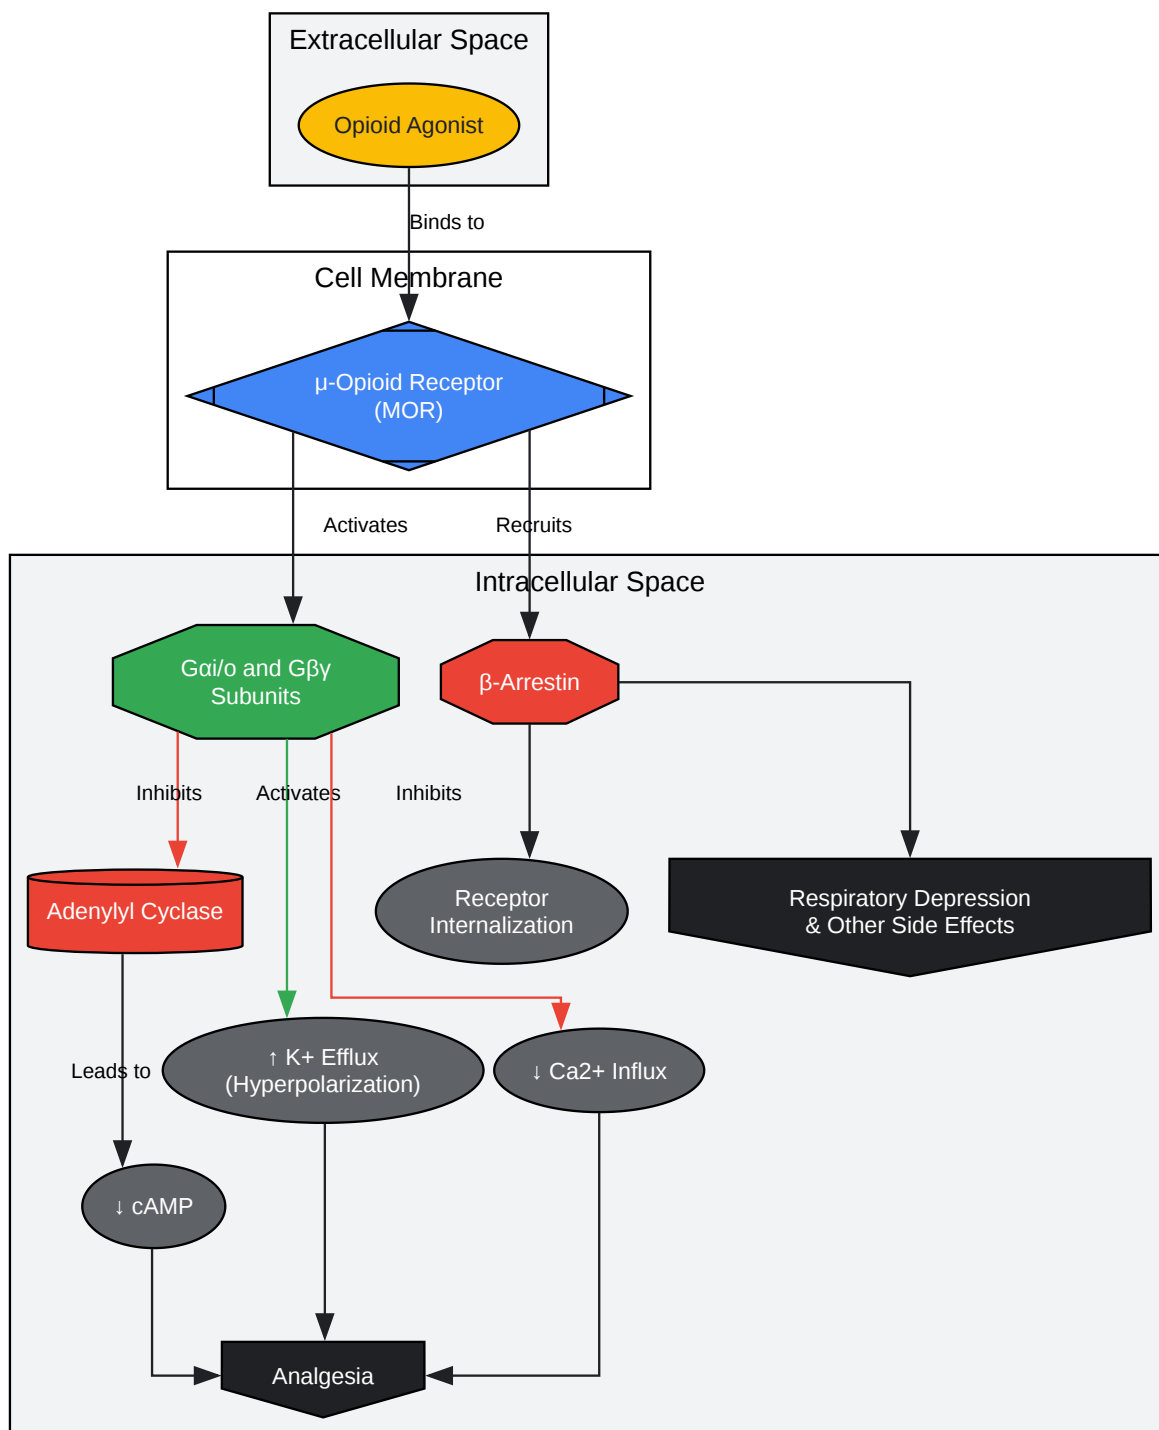 Extracellular Space
Opioid Agonist
Binds to
Cell Membrane
μ-Opioid Receptor
(MOR)
Activates
Recruits
Intracellular Space
Gαi/o and Gβγ
Subunits
β-Arrestin
Inhibits
Activates
Inhibits
Adenylyl Cyclase
Receptor
Internalization
Respiratory Depression
& Other Side Effects
↑ K+ Efflux
(Hyperpolarization)
↓ Ca2+ Influx
Leads to
↓ cAMP
Analgesia